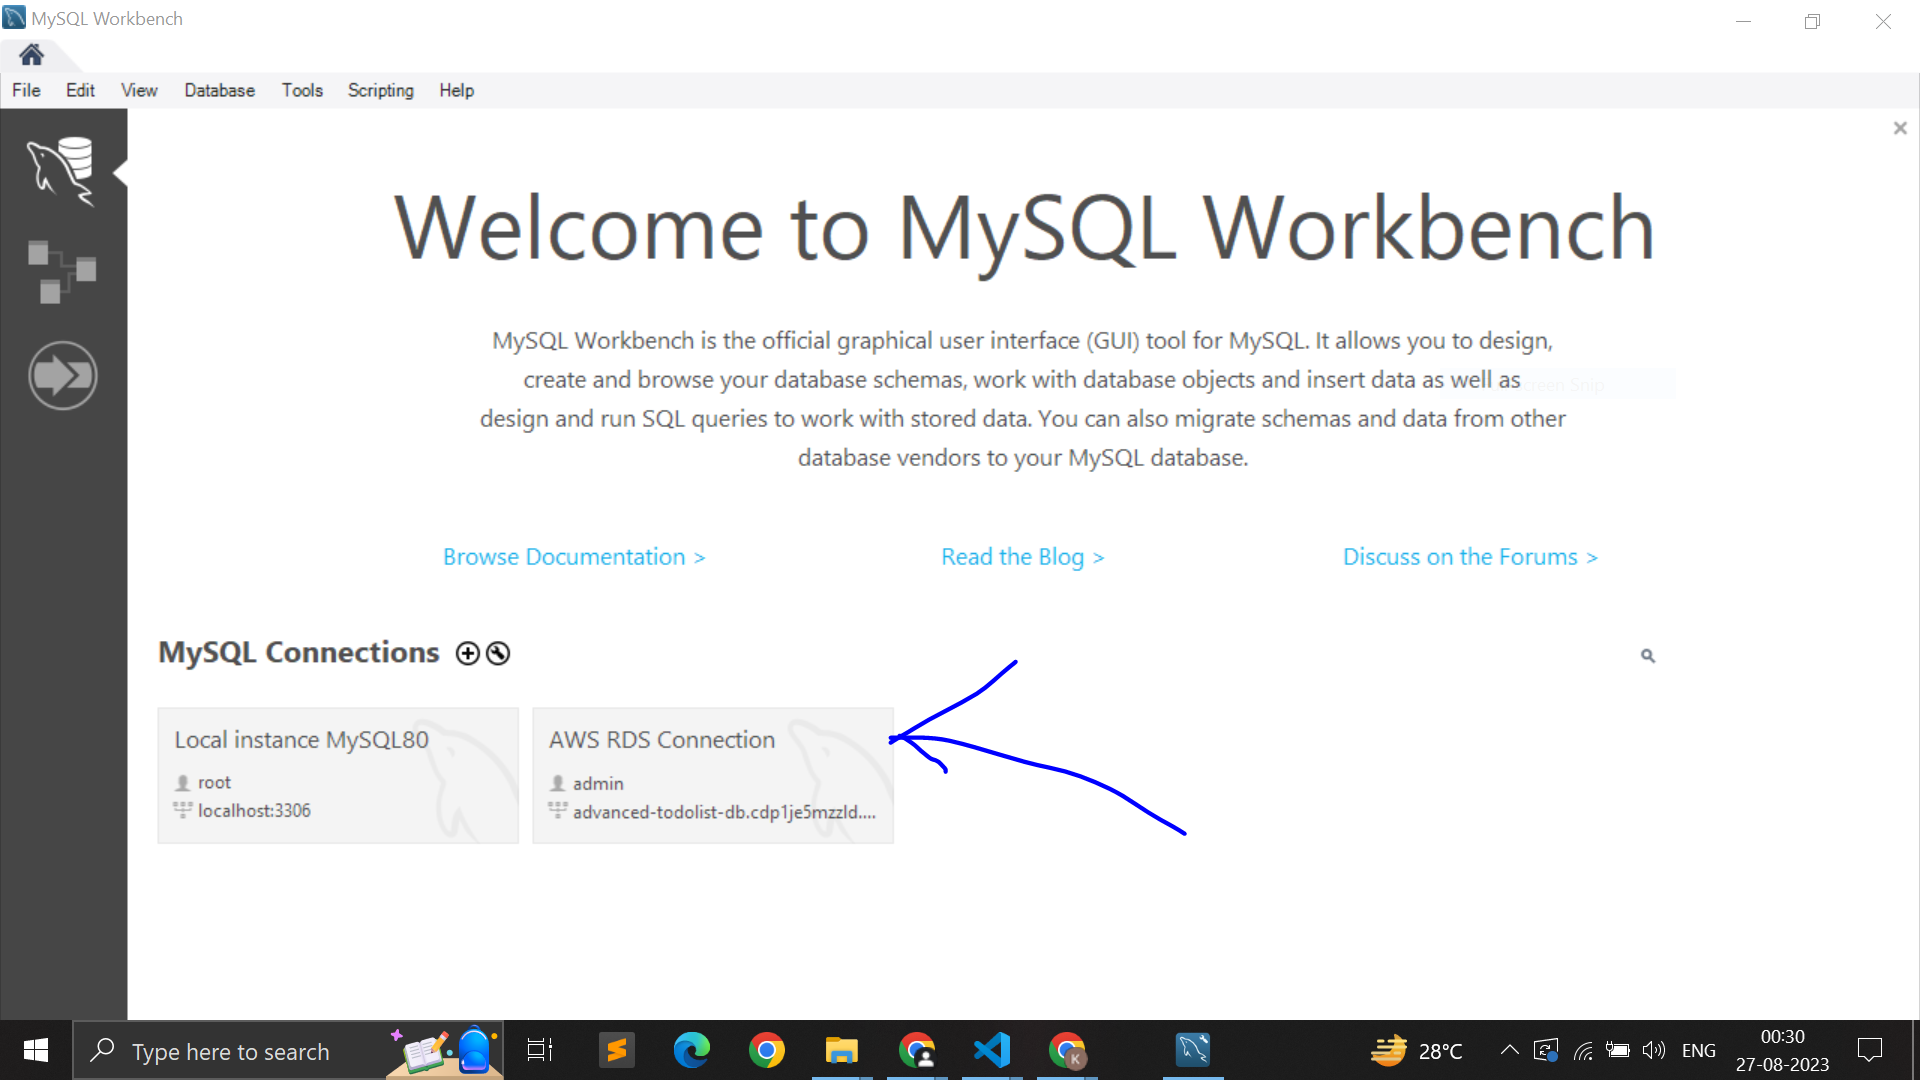 MySQL Workbench
File Edit View Database Tools Scripting Help
Welcome to MySQL Workbench
MySQL Workbench is the official graphical user interface (GUI) tool for MySQL. It allows you to design,
create and browse your database schemas, work with database objects and insert data as well as
design and run SQL queries to work with stored data. You can also migrate schemas and data from other
database vendors to your MySQL database.
Browse Documentation >
Read the Blog >
Discuss on the Forums >
MySQL Connections
Local instance MySQL80
root
localhost:3306
AWS RDS Connection
admin
advanced-todolist-db.cdp1je5mzzld....
Type here to search
K
28°C
ENG
00:30
27-08-2023